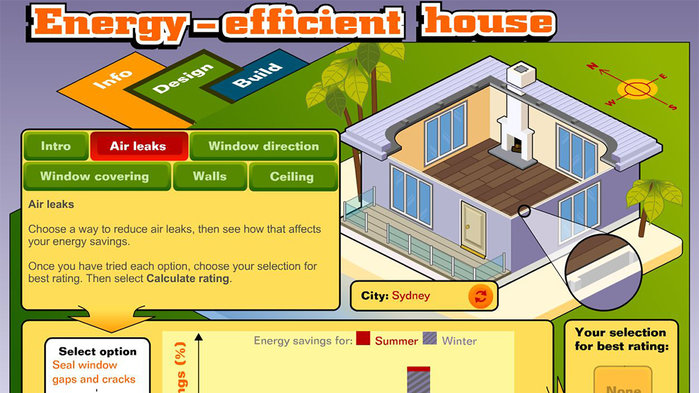 Energy-efficient house
Info
Design
Build
N
E
W
S
Intro
Air leaks
Window direction
Window covering
Walls
Ceiling
Air leaks
Choose a way to reduce air leaks, then see how that affects
your energy savings.
Once you have tried each option, choose your selection for
best rating. Then select Calculate rating.
City: Sydney
Select option
Seal window
gaps and cracks
Energy savings for: Summer Winter
ngs (%)
Your selection
for best rating:
None